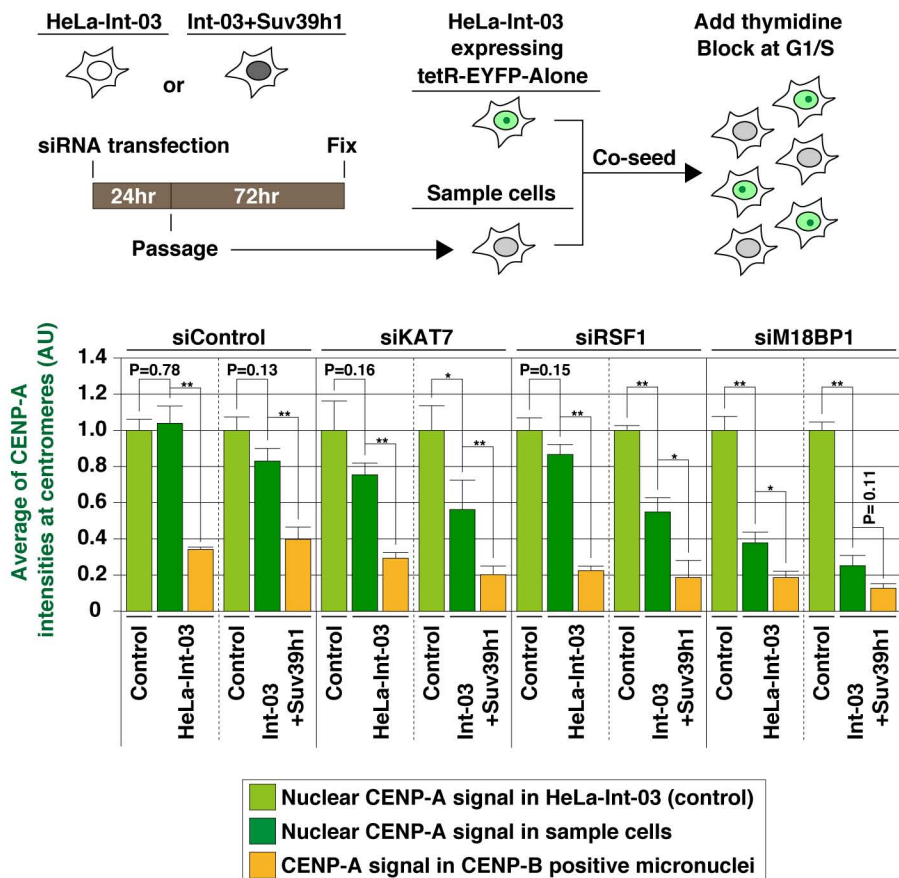 HeLa-Int-03
Int-03+Suv39h1
or
siRNA transfection
Fix
24hr
72hr
Passage
HeLa-Int-03
expressing
tetR-EYFP-Alone
Sample cells
Co-seed
Add thymidine
Block at G1/S
Average of CENP-A
intensities at centromeres (AU)
siControl
siKAT7
siRSF1
siM18BP1
1.4
1.2
1.0
0.8
0.6
0.4
0.2
0
P=0.78
**
P=0.13
**
P=0.16
**
*
**
P=0.15
**
**
*
**
*
**
P= 0.11
Control
HeLa-Int-03
Control
Int-03
+Suv39h1
Control
HeLa-Int-03
Control
Int-03
+Suv39h1
Control
HeLa-Int-03
Control
Int-03
+Suv39h1
Control
HeLa-Int-03
Control
Int-03
+Suv39h1
Nuclear CENP-A signal in HeLa-Int-03 (control)
Nuclear CENP-A signal in sample cells
CENP-A signal in CENP-B positive micronuclei